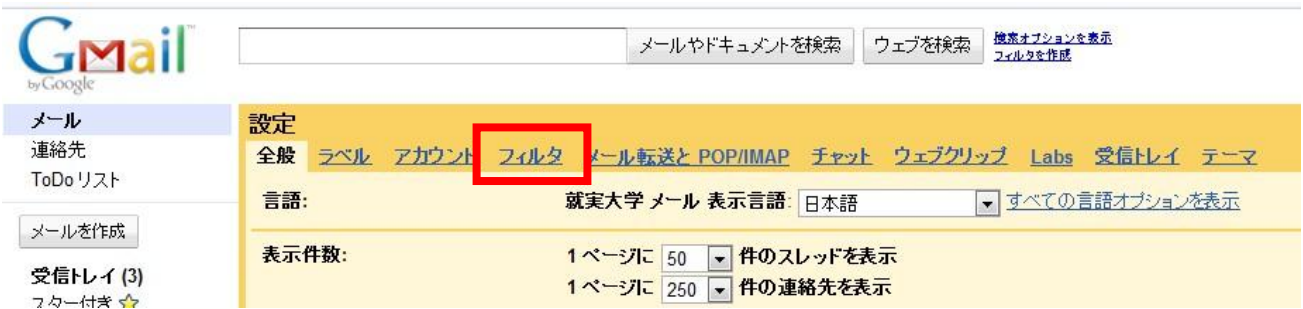 Gmail™
by Google
メールやドキュメントを検索 ウェブを検索 検索オプションを表示
フィルタを作成
メール
連絡先
ToDo リスト
メールを作成
受信トレイ (3)
スター付き
設定
全般 ラベル アカウント フィルタ メール転送と POP/IMAP チャット ウェブクリップ Labs 受信トレイ テーマ
言語: 就実大学 メール 表示言語: 日本語 すべての言語オプションを表示
表示件数: 1 ページに 50 件のスレッドを表示
1 ページに 250 件の連絡先を表示